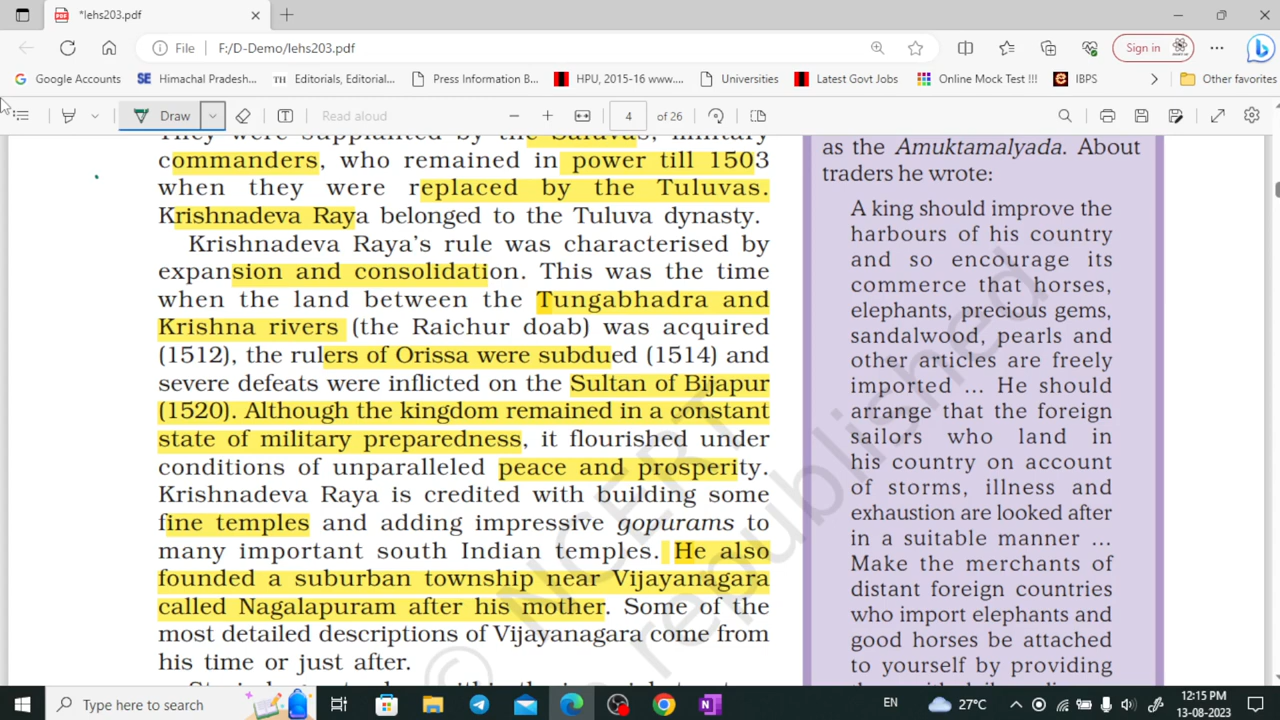 *lehs203.pdf
File F:/D-Demo/lehs203.pdf
Sign in
Google Accounts
SE Himachal Pradesh...
TH Editorials, Editorial...
Press Information B...
HPU, 2015-16 www....
Universities
Latest Govt Jobs
Online Mock Test !!!
IBPS
Other favorites
Draw
Read aloud
4 of 26
They were supplanted by the Saluvas, military
commanders, who remained in power till 1503
when they were replaced by the Tuluvas.
Krishnadeva Raya belonged to the Tuluva dynasty.
Krishnadeva Raya’s rule was characterised by
expansion and consolidation. This was the time
when the land between the Tungabhadra and
Krishna rivers (the Raichur doab) was acquired
(1512), the rulers of Orissa were subdued (1514) and
severe defeats were inflicted on the Sultan of Bijapur
(1520). Although the kingdom remained in a constant
state of military preparedness, it flourished under
conditions of unparalleled peace and prosperity.
Krishnadeva Raya is credited with building some
fine temples and adding impressive gopurams to
many important south Indian temples. He also
founded a suburban township near Vijayanagara
called Nagalapuram after his mother. Some of the
most detailed descriptions of Vijayanagara come from
his time or just after.
as the Amuktamalyada. About
traders he wrote:
A king should improve the
harbours of his country
and so encourage its
commerce that horses,
elephants, precious gems,
sandalwood, pearls and
other articles are freely
imported ... He should
arrange that the foreign
sailors who land in
his country on account
of storms, illness and
exhaustion are looked after
in a suitable manner ...
Make the merchants of
distant foreign countries
who import elephants and
good horses be attached
to yourself by providing
© NCERT
republished
Type here to search
27°C
EN
12:15 PM
13-08-2023